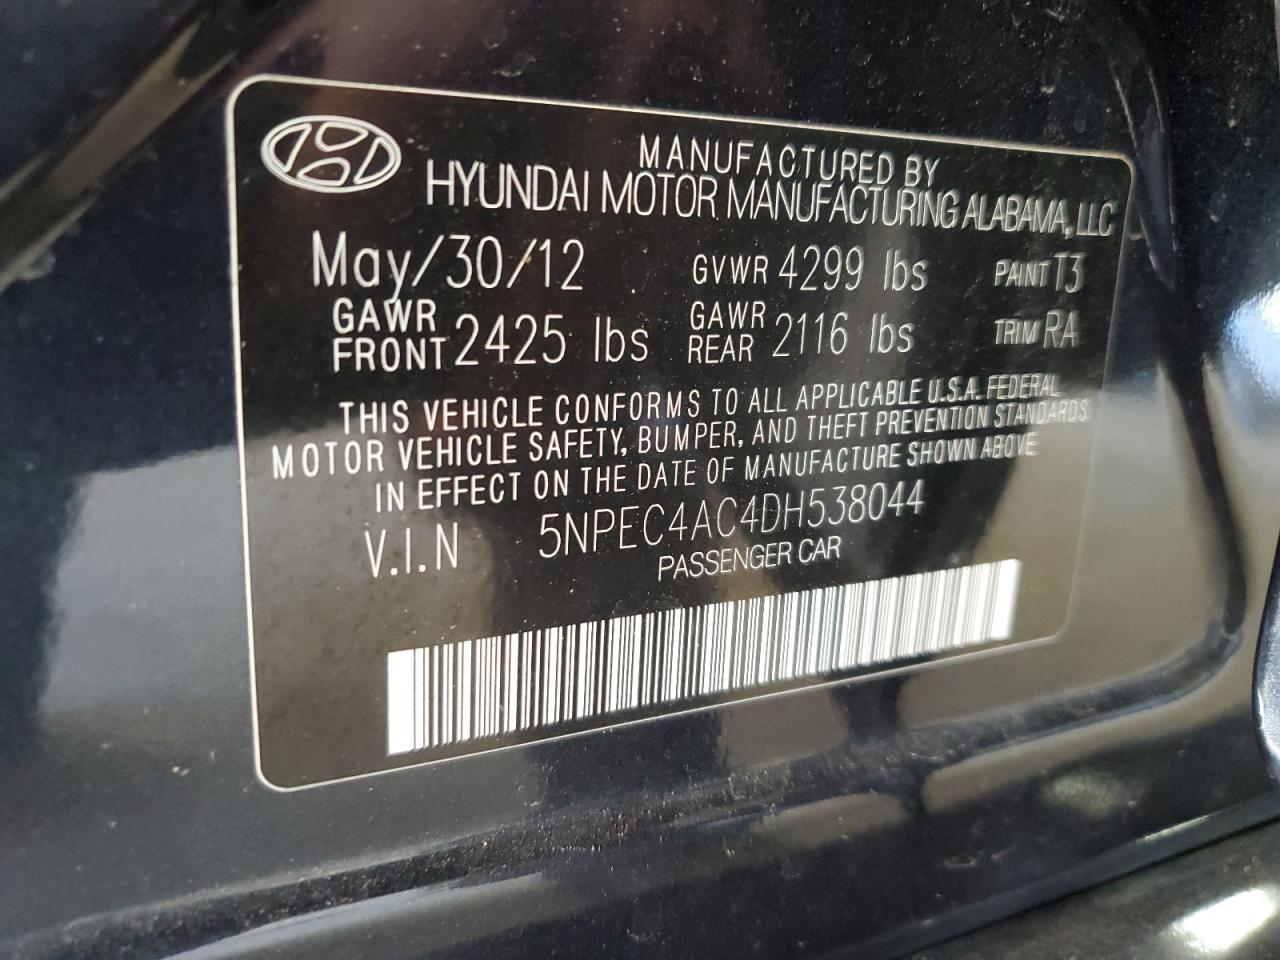 MANUFACTURED BY
HYUNDAI MOTOR MANUFACTURING ALABAMA, LLC
May/30/12 GVWR 4299 lbs PAINT T3
GAWR FRONT 2425 lbs GAWR REAR 2116 lbs TRIM RA
THIS VEHICLE CONFORMS TO ALL APPLICABLE U.S.A. FEDERAL
MOTOR VEHICLE SAFETY, BUMPER, AND THEFT PREVENTION STANDARDS
IN EFFECT ON THE DATE OF MANUFACTURE SHOWN ABOVE
V.I.N 5NPEC4AC4DH538044
PASSENGER CAR